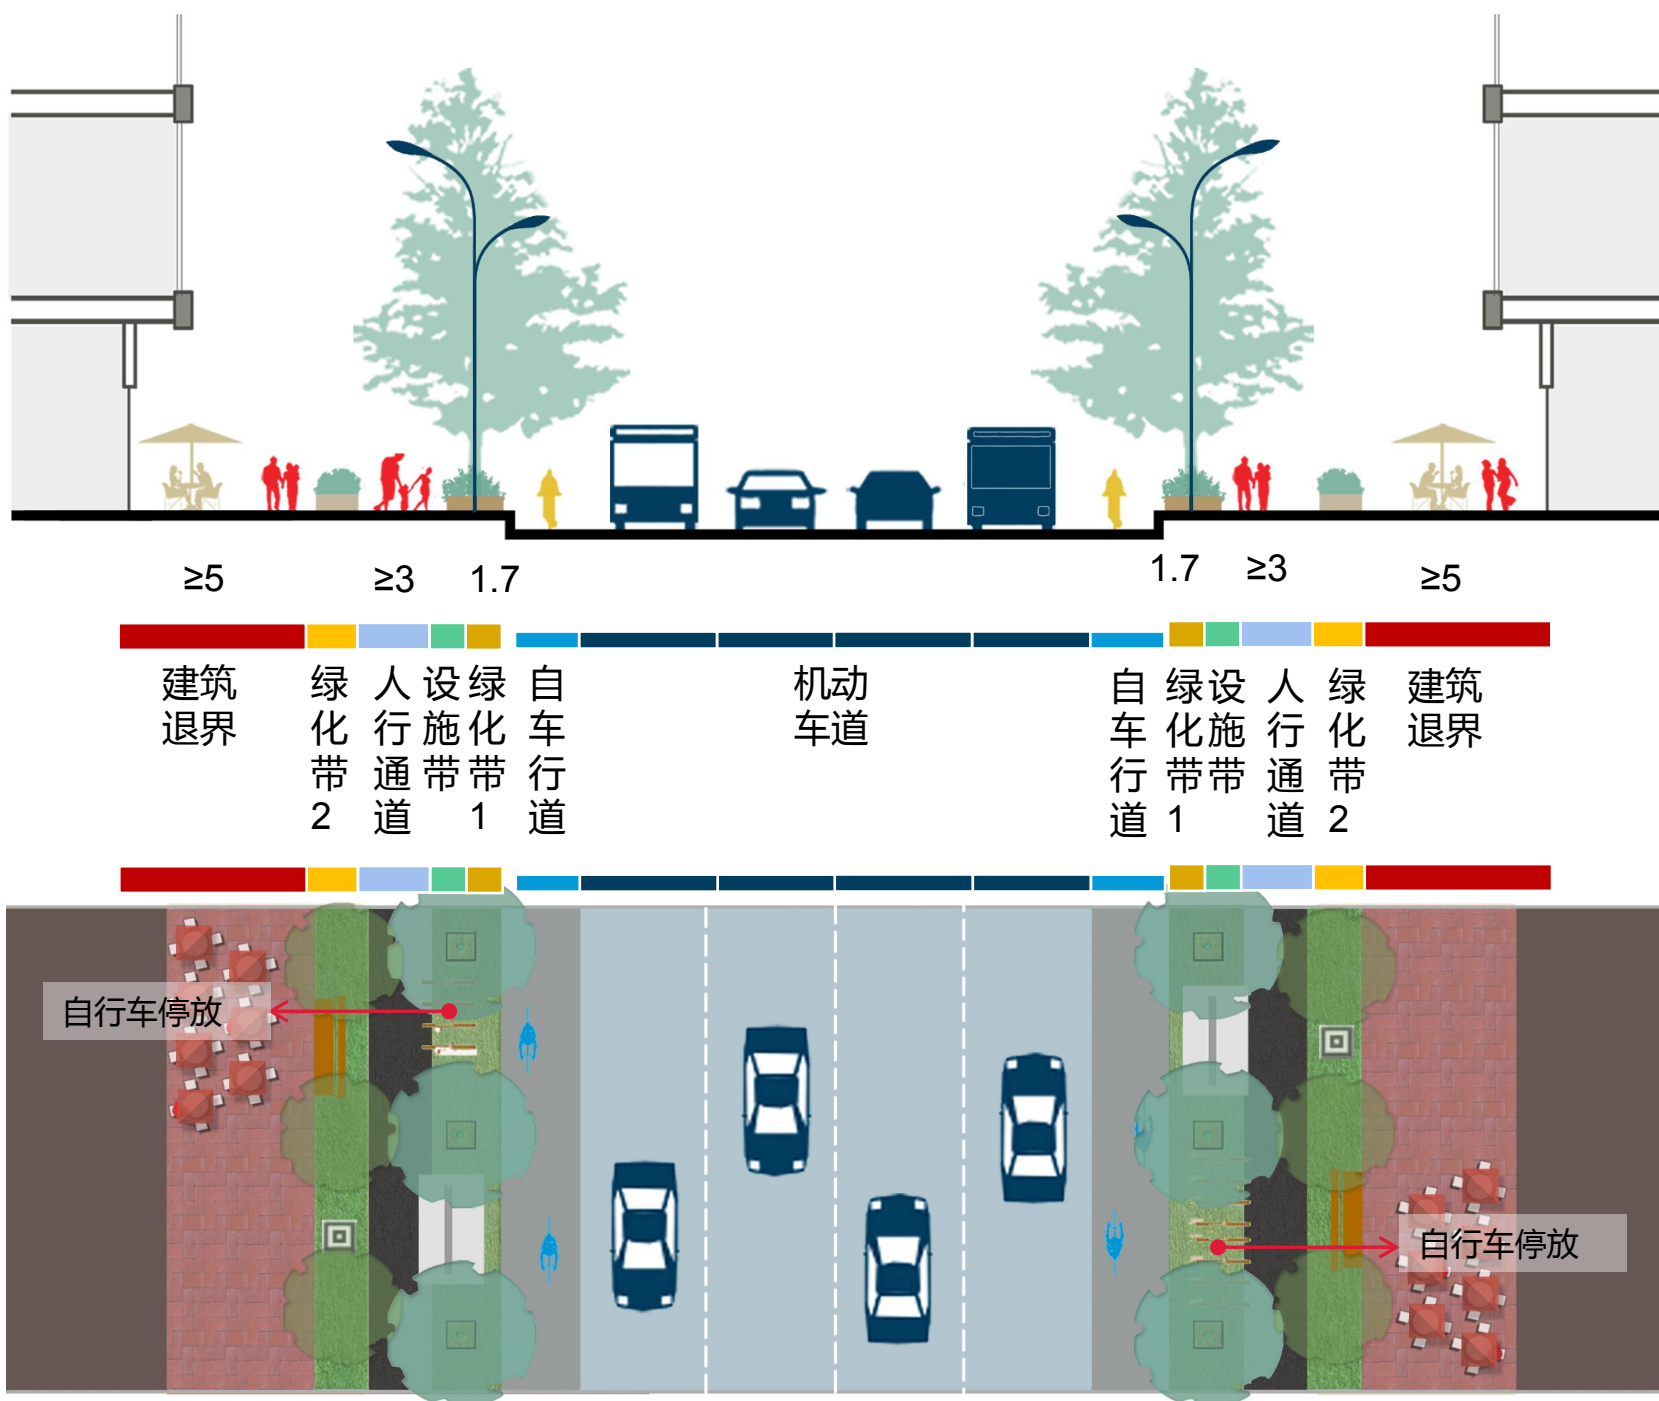 ≥5
≥3
1.7
1.7
≥3
≥5
建筑
退界
绿
化
带
2
人
行
通
道
设
施
带
绿
化
带
1
自
车
行
道
机动
车道
自
车
行
道
绿
化
带
1
设
施
带
人
行
通
道
绿
化
带
2
建筑
退界
自行车停放
自行车停放